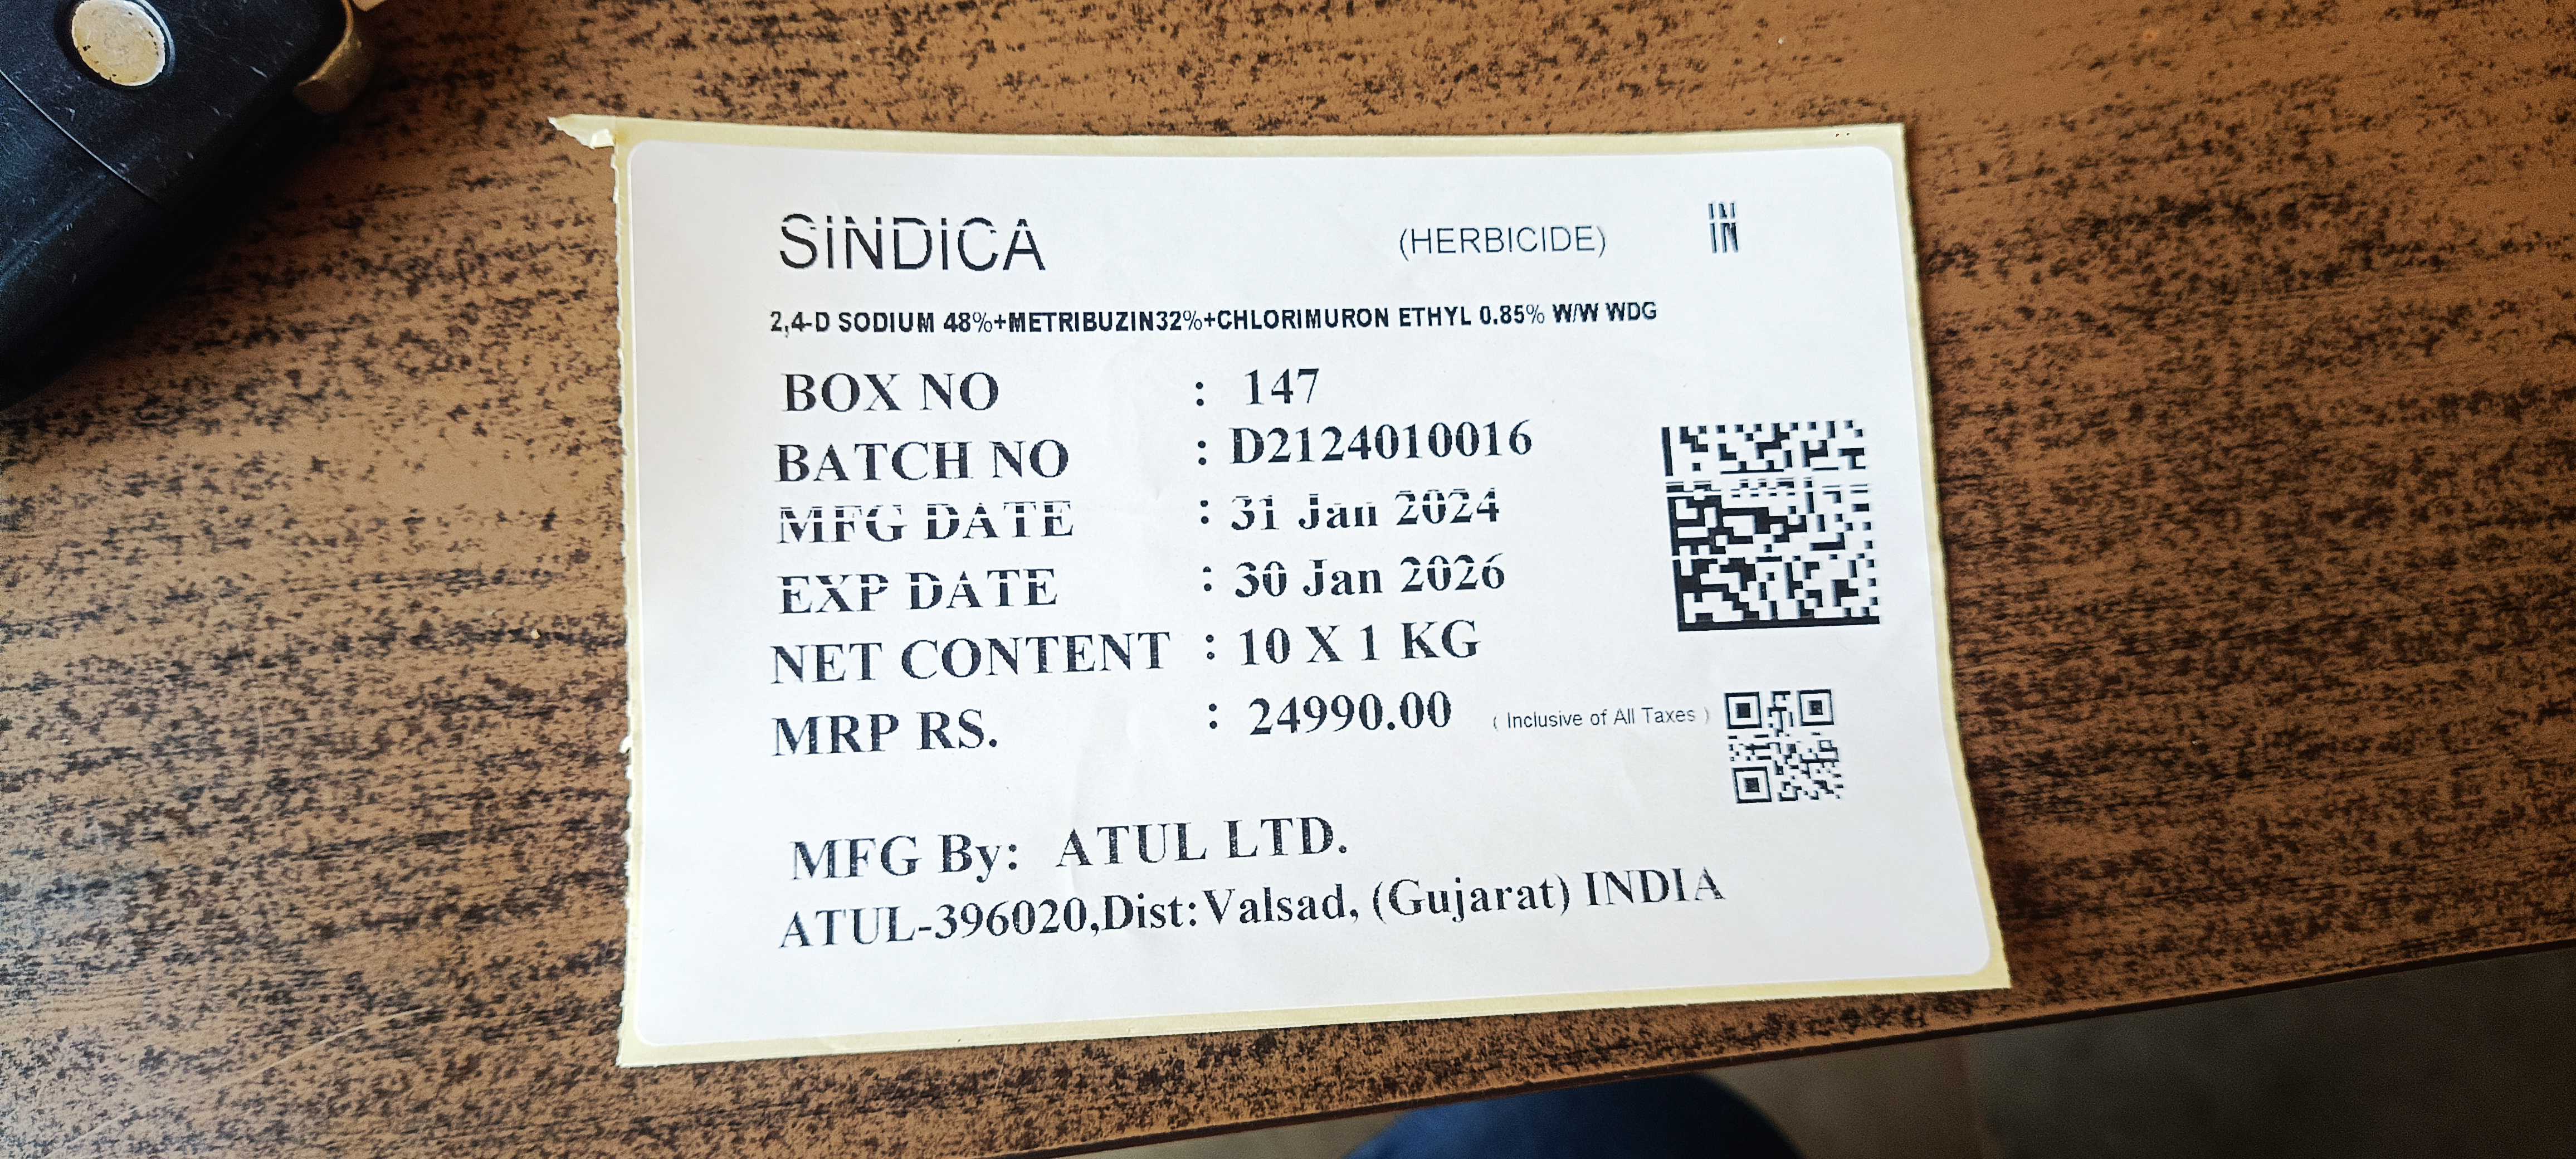 SINDICA (HERBICIDE) IN
IN
2,4-D SODIUM 48%+METRIBUZIN32%+CHLORIMURON ETHYL 0.85% W/W WDG
BOX NO : 147
BATCH NO : D2124010016
MFG DATE : 31 Jan 2024
EXP DATE : 30 Jan 2026
NET CONTENT : 10 X 1 KG
MRP RS. : 24990.00 ( Inclusive of All Taxes )
MFG By: ATUL LTD.
ATUL-396020,Dist:Valsad, (Gujarat) INDIA